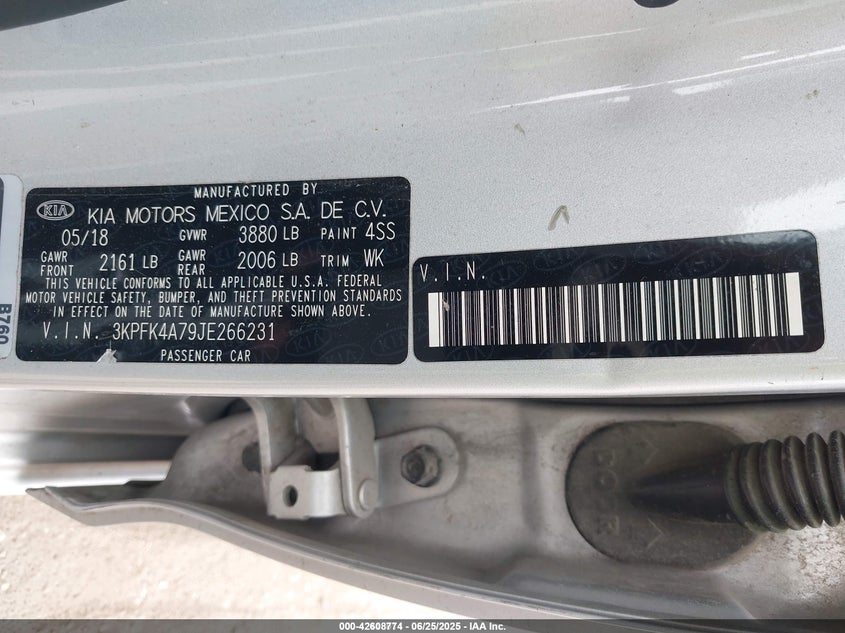 MANUFACTURED BY
KIA KIA MOTORS MEXICO S.A. DE C.V.
05/18 GVWR 3880 LB PAINT 4SS
GAWR FRONT 2161 LB GAWR REAR 2006 LB TRIM WK
THIS VEHICLE CONFORMS TO ALL APPLICABLE U.S.A. FEDERAL
MOTOR VEHICLE SAFETY, BUMPER, AND THEFT PREVENTION STANDARDS
IN EFFECT ON THE DATE OF MANUFACTURE SHOWN ABOVE.
V.I.N. 3KPFK4A79JE266231
PASSENGER CAR
V.I.N.
B760
DOOR
000-42608774 - 06/25/2025 - IAA Inc.